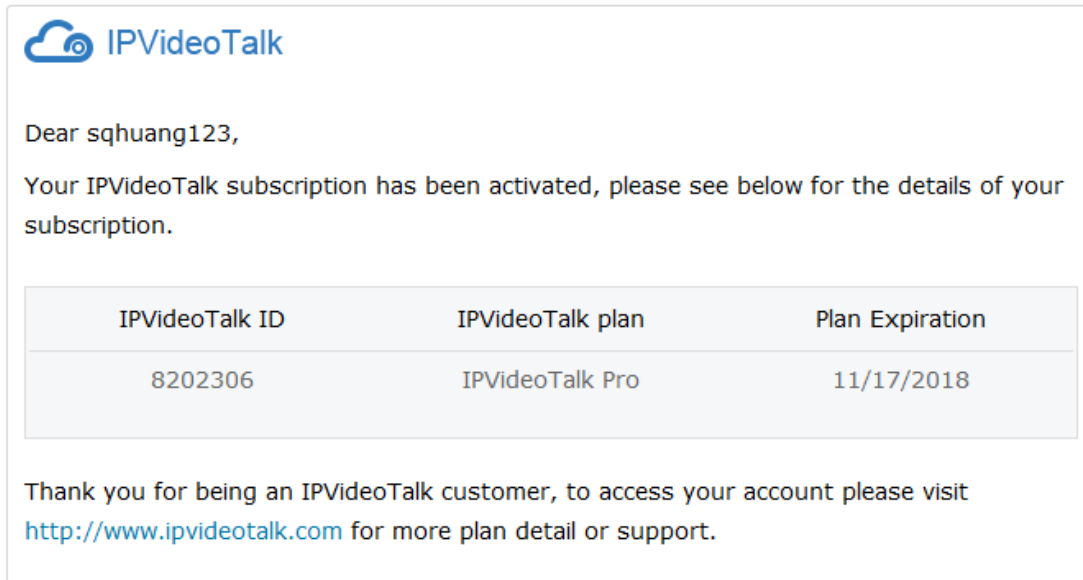 IPVideoTalk
Dear sqhuang123,
Your IPVideoTalk subscription has been activated, please see below for the details of your
subscription.
IPVideoTalk ID IPVideoTalk plan Plan Expiration
8202306 IPVideoTalk Pro 11/17/2018
Thank you for being an IPVideoTalk customer, to access your account please visit
http://www.ipvideotalk.com for more plan detail or support.